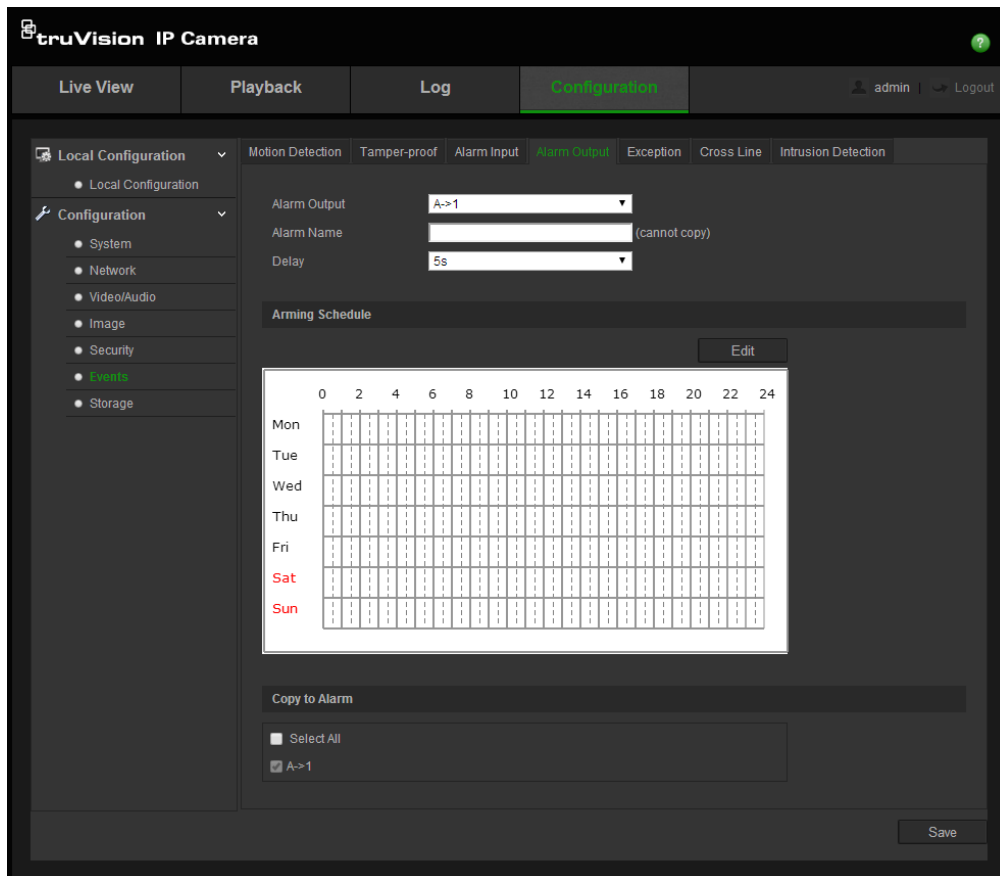 truVision IP Camera
?
Live View Playback Log Configuration admin | Logout
Local Configuration
Local Configuration
Configuration
System
Network
Video/Audio
Image
Security
Events
Storage
Motion Detection Tamper-proof Alarm Input Alarm Output Exception Cross Line Intrusion Detection
Alarm Output A->1
Alarm Name (cannot copy)
Delay 5s
Arming Schedule
Edit
0 2 4 6 8 10 12 14 16 18 20 22 24
Mon
Tue
Wed
Thu
Fri
Sat
Sun
Copy to Alarm
Select All
A->1
Save